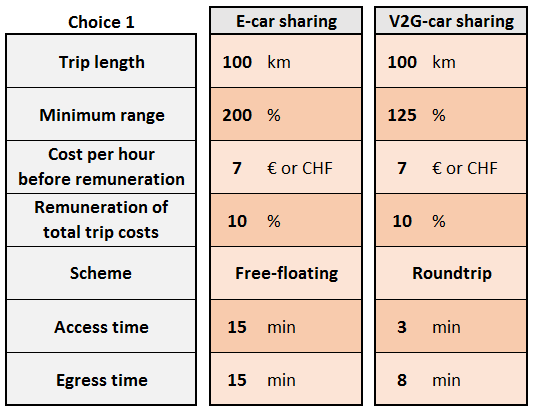 Choice 1 E-car sharing V2G-car sharing
Trip length 100 km 100 km
Minimum range 200 % 125 %
Cost per hour
before remuneration 7 € or CHF 7 € or CHF
Remuneration of
total trip costs 10 % 10 %
Scheme Free-floating Roundtrip
Access time 15 min 3 min
Egress time 15 min 8 min